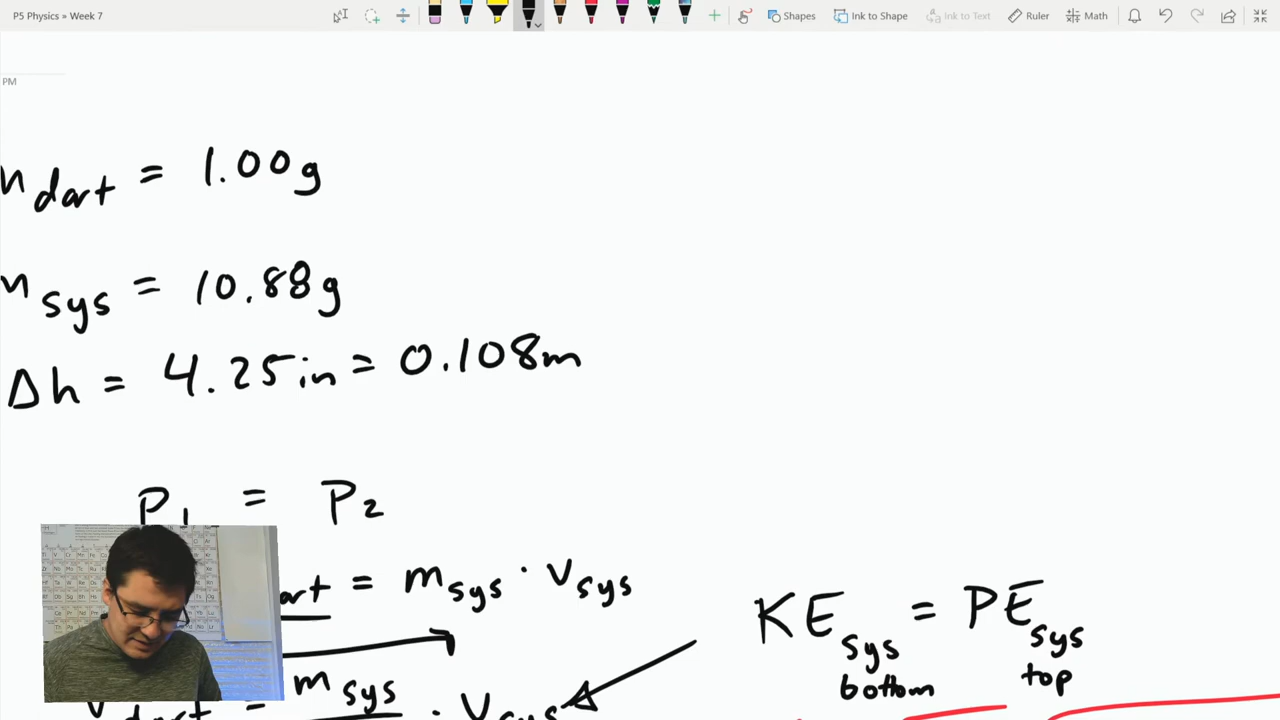 P5 Physics » Week 7
Shapes
Ink to Shape
Ink to Text
Ruler
Math
PM
dart = 1.00g
sys = 10.88g
Δh = 4.25in = 0.108m
P1 = P2
= msys · vsys
KEsys = PEsys
bottom top
msys
· vsys